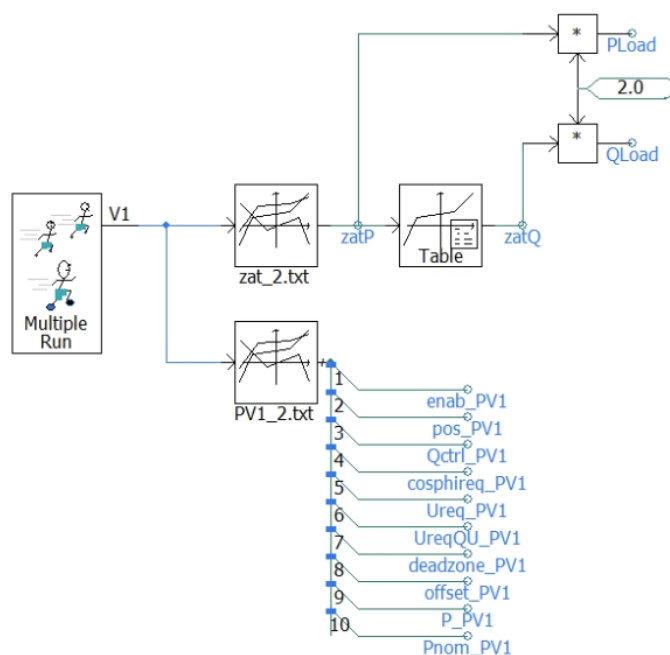 *
PLoad
2.0
*
QLoad
V1
Multiple
Run
zat_2.txt
zatP
Table
zatQ
PV1_2.txt
1
enab_PV1
2
pos_PV1
3
Qctrl_PV1
4
cosphireq_PV1
5
Ureq_PV1
6
UreqQU_PV1
7
deadzone_PV1
8
offset_PV1
9
P_PV1
10
Pnom_PV1